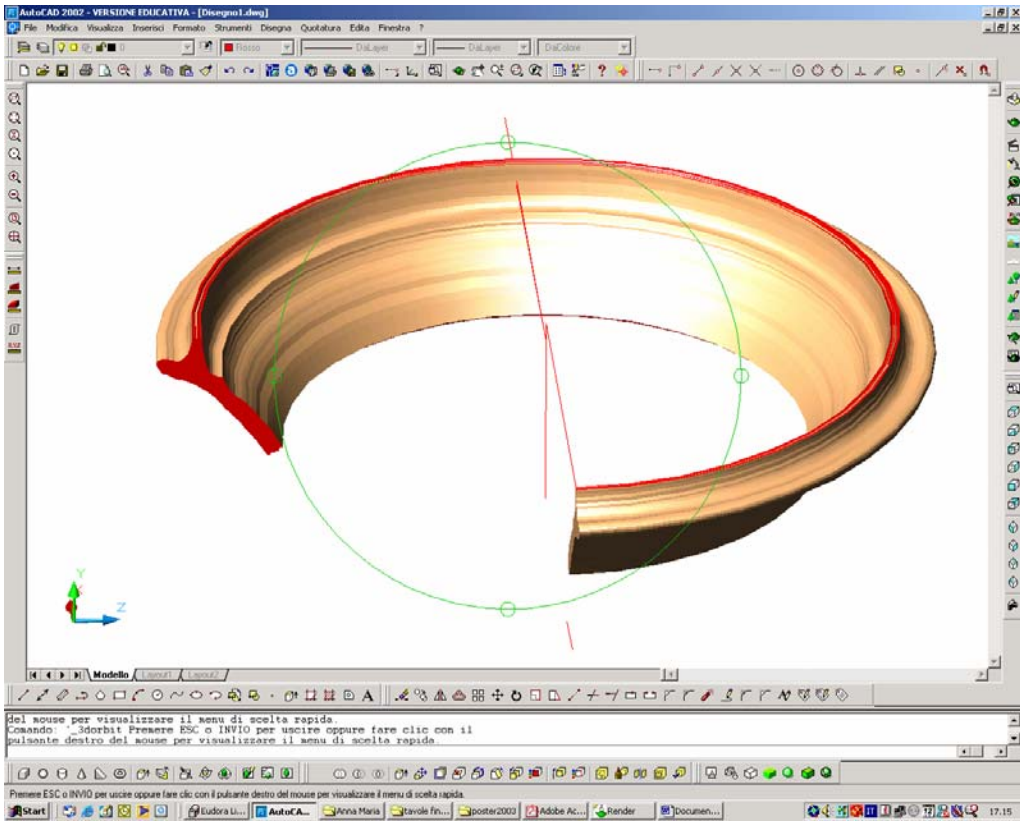 AutoCAD 2002 - VERSIONE EDUCATIVA - [Disegno1.dwg]
File Modifica Visualizza Inserisci Formato Strumenti Disegna Quotatura Edita Finestra ?
0 Rosso DaLayer DaLayer DaColore
Y
Z
Modello Layout1 Layout2
del mouse per visualizzare il menu di scelta rapida.
Comando: '_3dorbit Premere ESC o INVIO per uscire oppure fare clic con il
pulsante destro del mouse per visualizzare il menu di scelta rapida.
Premere ESC o INVIO per uscire oppure fare clic con il pulsante destro del mouse per visualizzare il menu di scelta rapida.
Start Eudora Li... AutoCA... Anna Maria tavole fin... poster2003 Adobe Ac... Render Documen... IT 17.15